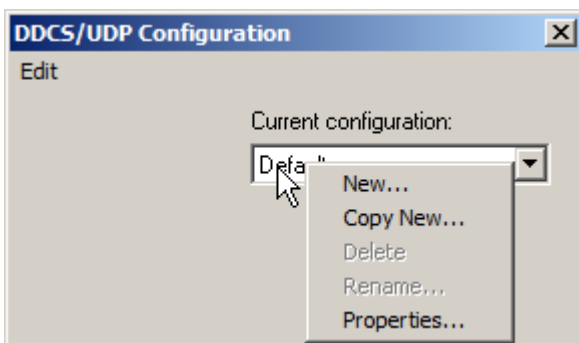 DDCS/UDP Configuration
Edit
Current configuration:
New...
Copy New...
Delete
Rename...
Properties...